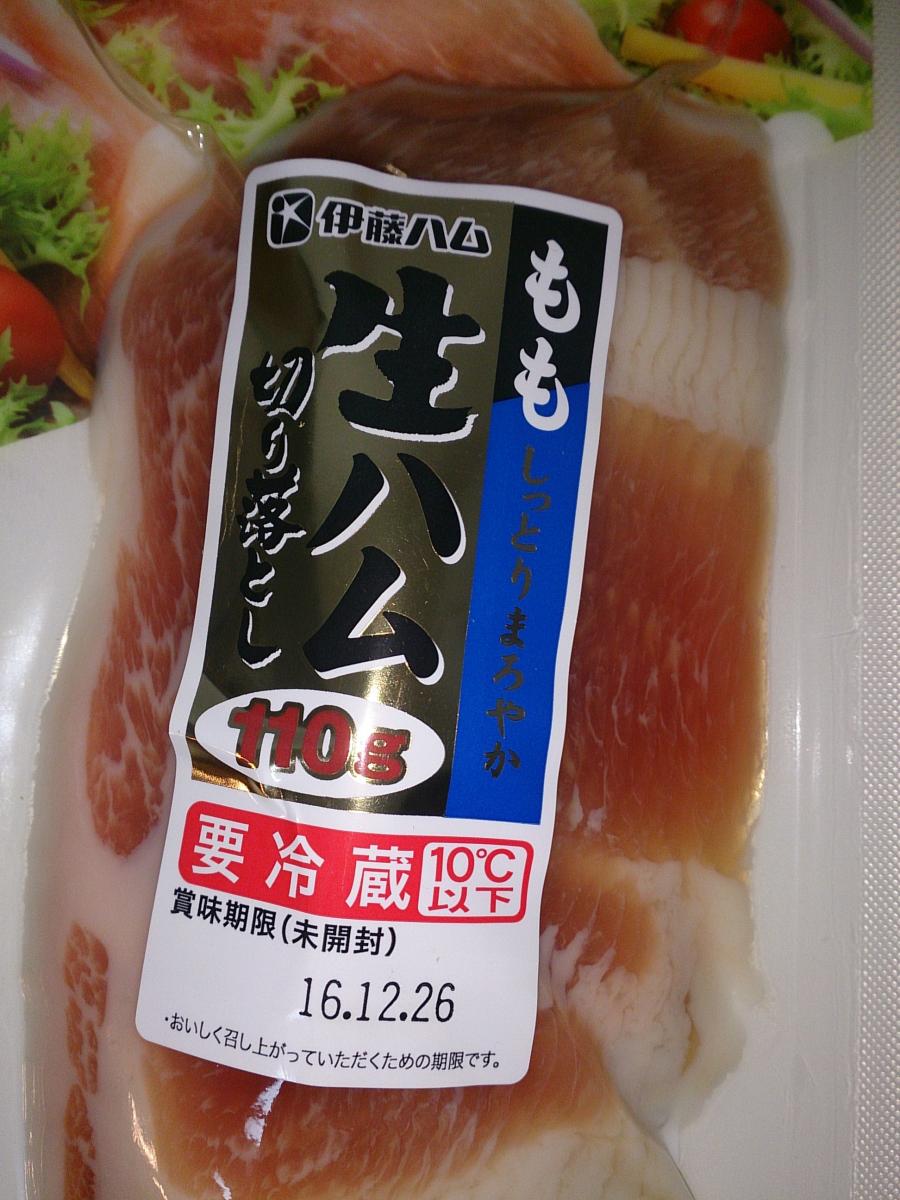 伊藤ハム
もも
しっとりまろやか
生ハム
切り落とし
110g
要冷蔵 10℃以下
賞味期限(未開封)
16.12.26
・おいしく召し上がっていただくための期限です。